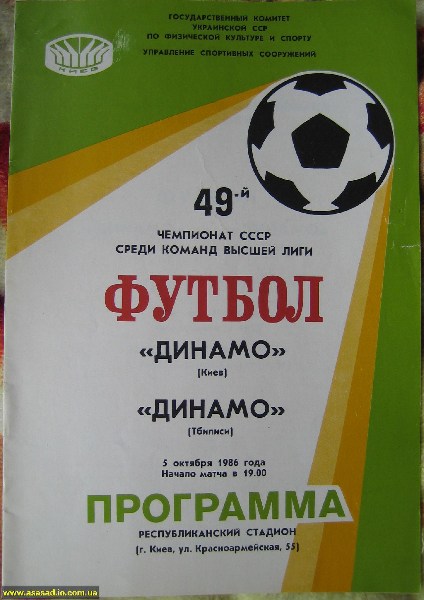 ГОСУДАРСТВЕННЫЙ КОМИТЕТ
УКРАИНСКОЙ ССР
ПО ФИЗИЧЕСКОЙ КУЛЬТУРЕ И СПОРТУ
УПРАВЛЕНИЕ СПОРТИВНЫХ СООРУЖЕНИЙ
КИЕВ
49-й
ЧЕМПИОНАТ СССР
СРЕДИ КОМАНД ВЫСШЕЙ ЛИГИ
ФУТБОЛ
«ДИНАМО»
(Киев)
«ДИНАМО»
(Тбилиси)
5 октября 1986 года
Начало матча в 19.00
ПРОГРАММА
РЕСПУБЛИКАНСКИЙ СТАДИОН
(г. Киев, ул. Красноармейская, 55)
www.asasad.io.com.ua